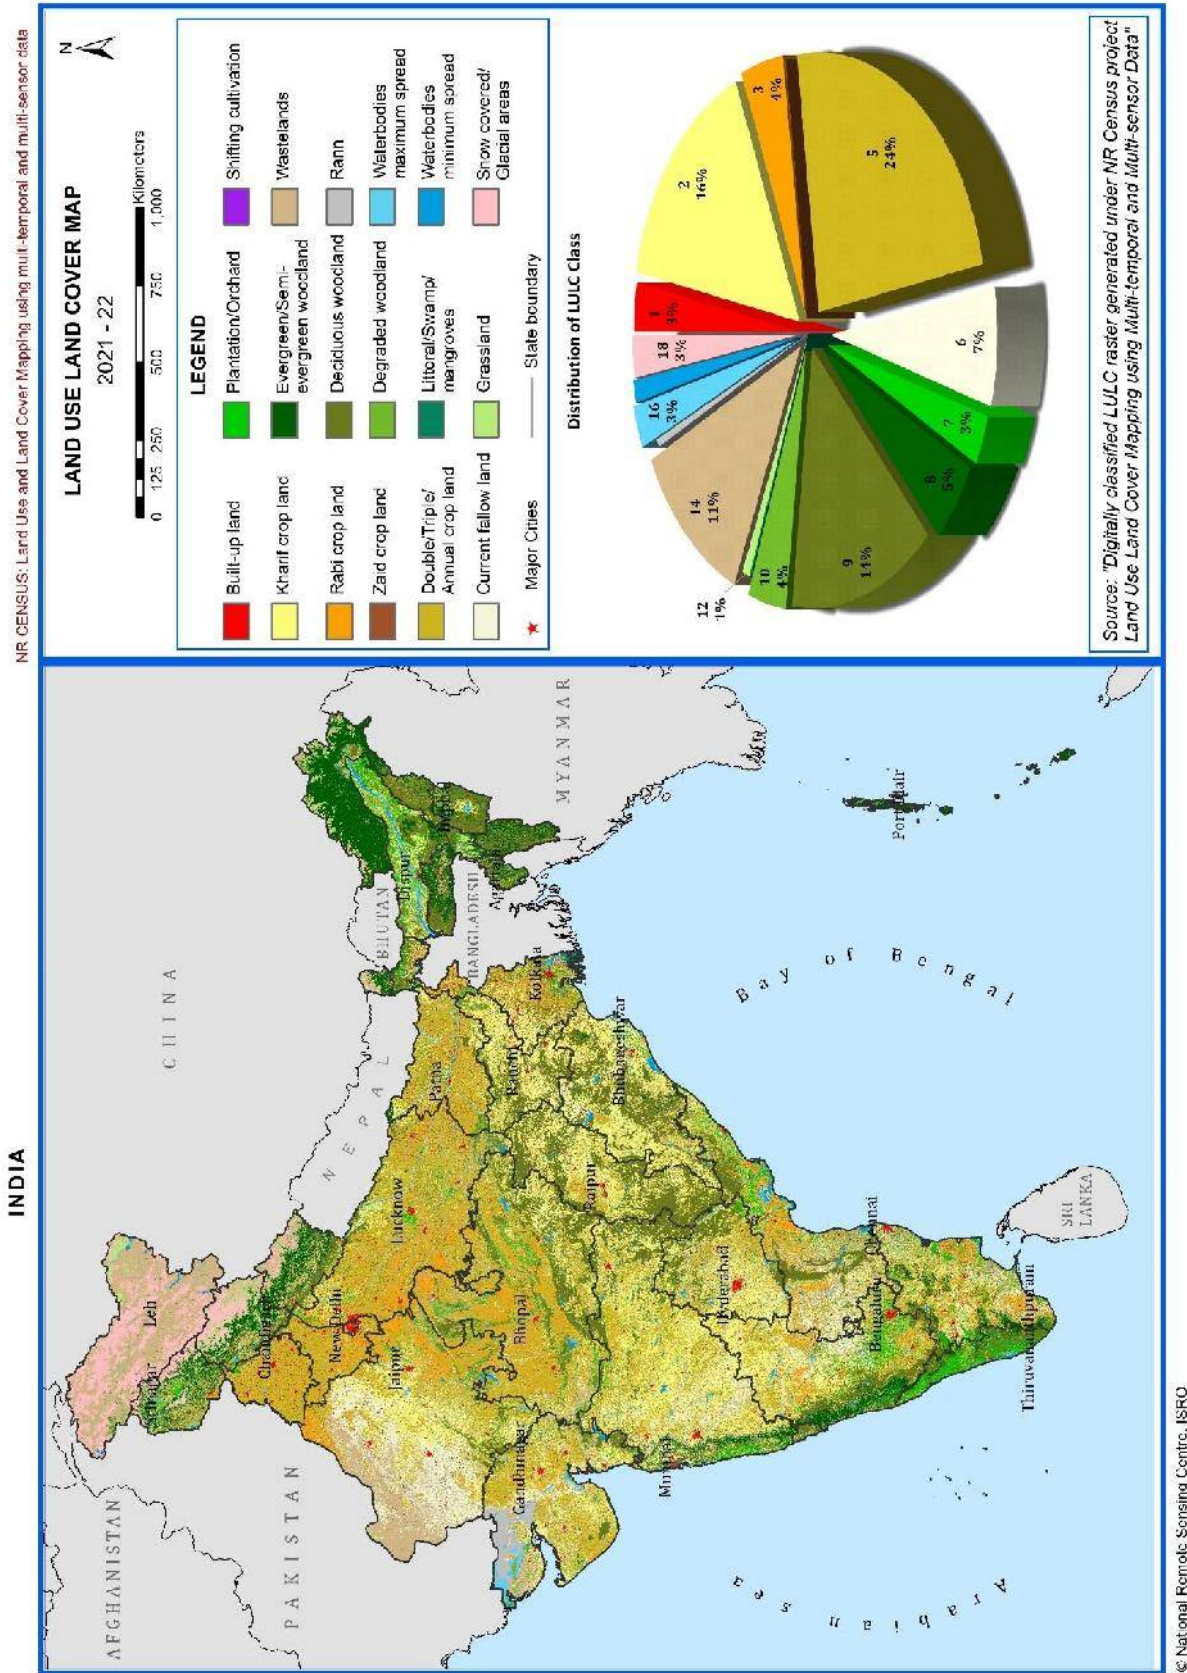 NR CENSUS: Land Use and Land Cover Mapping using multi-temporal and multi-sensor data
INDIA
CHINA
AFGHANISTAN
PAKISTAN
NEPAL
BHUTAN
BANGLADESH
MYANMAR
SRI
LANKA
Leh
Chandigarh
New Delhi
Jaipur
Lucknow
Patna
Dispur
Imphal
Ranchi
Kolkata
Gandhinagar
Bhopal
Raipur
Bhubaneshwar
Mumbai
Hyderabad
Bengaluru
Chennai
Thiruvananthpuram
Bay of Bengal
Arabian sea
LAND USE LAND COVER MAP
2021 - 22
N
0 125 250 500 750 1,000
Kilometers
LEGEND
Built-up land
Kharif crop land
Rabi crop land
Zaid crop land
Double/Triple/
Annual crop land
Current fallow land
Major Cities
Plantation/Orchard
Evergreen/Semi-
evergreen woodland
Deciduous woodland
Degraded woodland
Littoral/Swamp/
mangroves
Grassland
State boundary
Shifting cultivation
Wastelands
Rann
Waterbodies
maximum spread
Waterbodies
minimum spread
Snow covered/
Glacial areas
Distribution of LULC Class
1
3%
2
16%
3
4%
5
24%
6
7%
7
3%
8
6%
9
14%
10
4%
12
1%
14
11%
16
3%
18
3%
Source: "Digitally classified LULC raster generated under NR Census project
Land Use Land Cover Mapping using Multi-temporal and Multi-sensor Data"
© National Remote Sensing Centre, ISRO